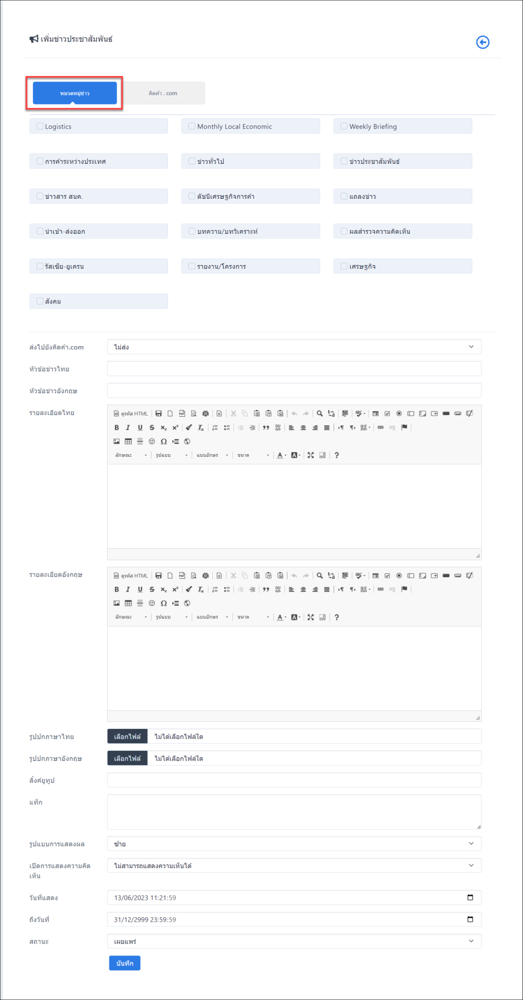 เพิ่มข่าวประชาสัมพันธ์
หมวดหมู่ข่าว
คิดค้า . com
Logistics
Monthly Local Economic
Weekly Briefing
การค้าระหว่างประเทศ
ข่าวทั่วไป
ข่าวประชาสัมพันธ์
ข่าวสาร สนค.
ดัชนีเศรษฐกิจการค้า
แถลงข่าว
นำเข้า-ส่งออก
บทความ/บทวิเคราะห์
ผลสำรวจความคิดเห็น
รัสเซีย-ยูเครน
รายงาน/โครงการ
เศรษฐกิจ
สังคม
ส่งไปยังคิดค้า.com
ไม่ส่ง
หัวข้อข่าวไทย
หัวข้อข่าวอังกฤษ
รายละเอียดไทย
ดูรหัส HTML
ลักษณะ
รูปแบบ
แบบอักษร
ขนาด
รายละเอียดอังกฤษ
ดูรหัส HTML
ลักษณะ
รูปแบบ
แบบอักษร
ขนาด
รูปปกภาษาไทย
เลือกไฟล์ ไม่ได้เลือกไฟล์ใด
รูปปกภาษาอังกฤษ
เลือกไฟล์ ไม่ได้เลือกไฟล์ใด
ลิ้งค์ยูทูป
แท็ก
รูปแบบการแสดงผล
ซ้าย
เปิดการแสดงความคิด
เห็น
ไม่สามารถแสดงความเห็นได้
วันที่แสดง
13/06/2023 11:21:59
ถึงวันที่
31/12/2999 23:59:59
สถานะ
เผยแพร่
บันทึก